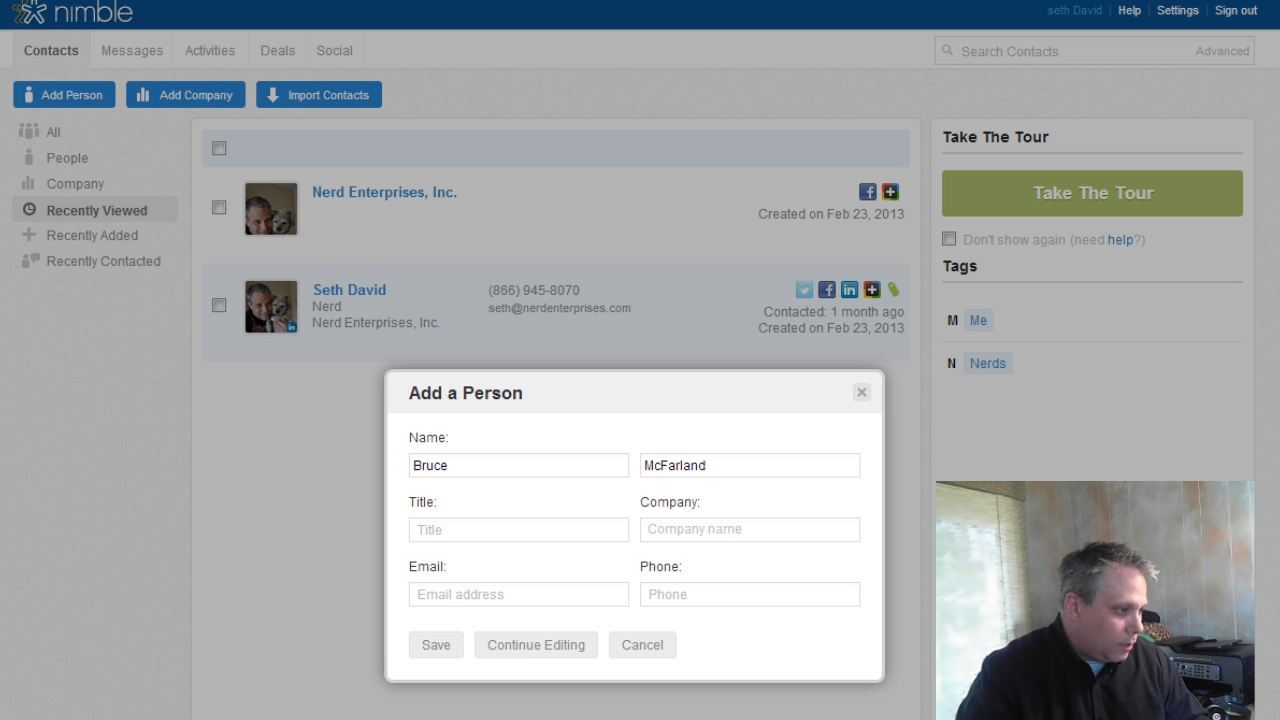 nimble
seth David | Help | Settings | Sign out
Contacts Messages Activities Deals Social
Search Contacts Advanced
Add Person Add Company Import Contacts
All
People
Company
Recently Viewed
Recently Added
Recently Contacted
Nerd Enterprises, Inc.
Created on Feb 23, 2013
Seth David
Nerd
Nerd Enterprises, Inc.
(866) 945-8070
seth@nerdenterprises.com
Contacted: 1 month ago
Created on Feb 23, 2013
Take The Tour
Take The Tour
Don't show again (need help?)
Tags
M Me
N Nerds
Add a Person
Name:
Bruce McFarland
Title: Company:
Title Company name
Email: Phone:
Email address Phone
Save Continue Editing Cancel